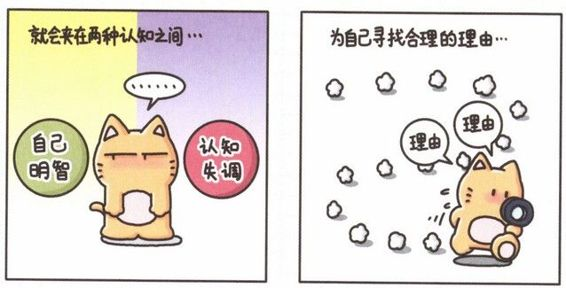 就会夹在两种认知之间…
……
自己
明智
认知
失调
为自己寻找合理的理由…
理由
理由